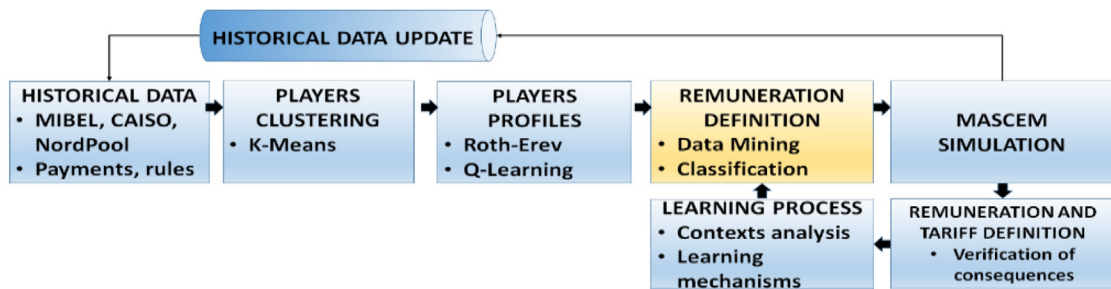 HISTORICAL DATA UPDATE
HISTORICAL DATA
• MIBEL, CAISO,
NordPool
• Payments, rules
PLAYERS
CLUSTERING
• K-Means
PLAYERS
PROFILES
• Roth-Erev
• Q-Learning
REMUNERATION
DEFINITION
• Data Mining
• Classification
MASCEM
SIMULATION
LEARNING PROCESS
• Contexts analysis
• Learning
mechanisms
REMUNERATION AND
TARIFF DEFINITION
• Verification of
consequences